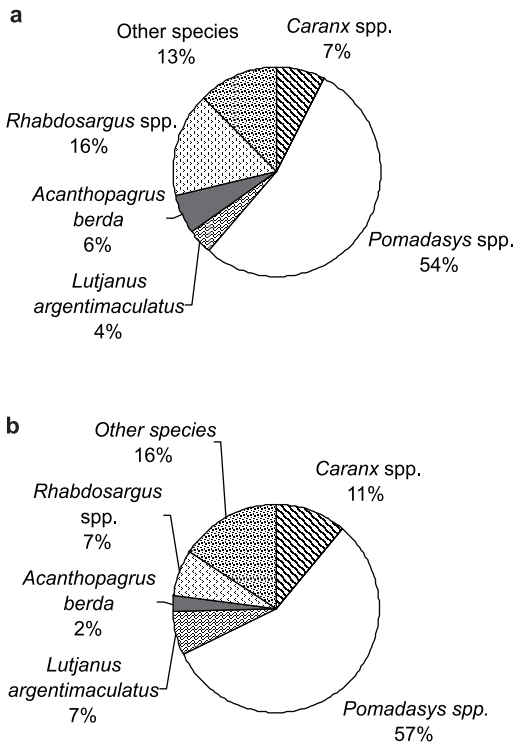 a
Other species
13%
Caranx spp.
7%
Rhabdosargus spp.
16%
Acanthopagrus
berda
6%
Lutjanus
argentimaculatus
4%
Pomadasys spp.
54%
b
Other species
16%
Caranx spp.
11%
Rhabdosargus
spp.
7%
Acanthopagrus
berda
2%
Lutjanus
argentimaculatus
7%
Pomadasys spp.
57%